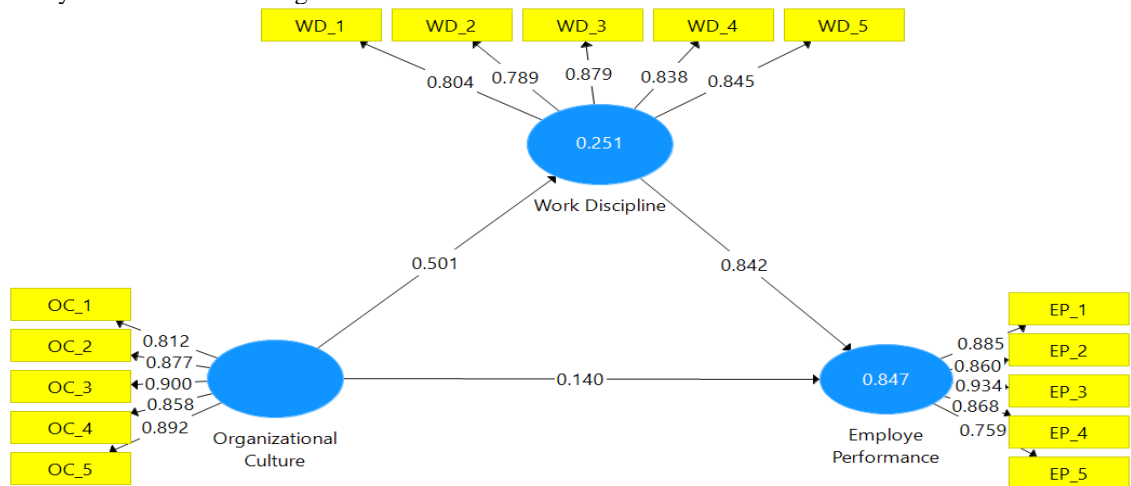 WD_1 WD_2 WD_3 WD_4 WD_5
0.804 0.789 0.879 0.838 0.845
0.251
Work Discipline
0.501 0.842
OC_1
OC_2
OC_3
OC_4
OC_5
0.812
0.877
0.900
0.858
0.892
Organizational
Culture
0.140
0.847
Employe
Performance
0.885
0.860
0.934
0.868
0.759
EP_1
EP_2
EP_3
EP_4
EP_5